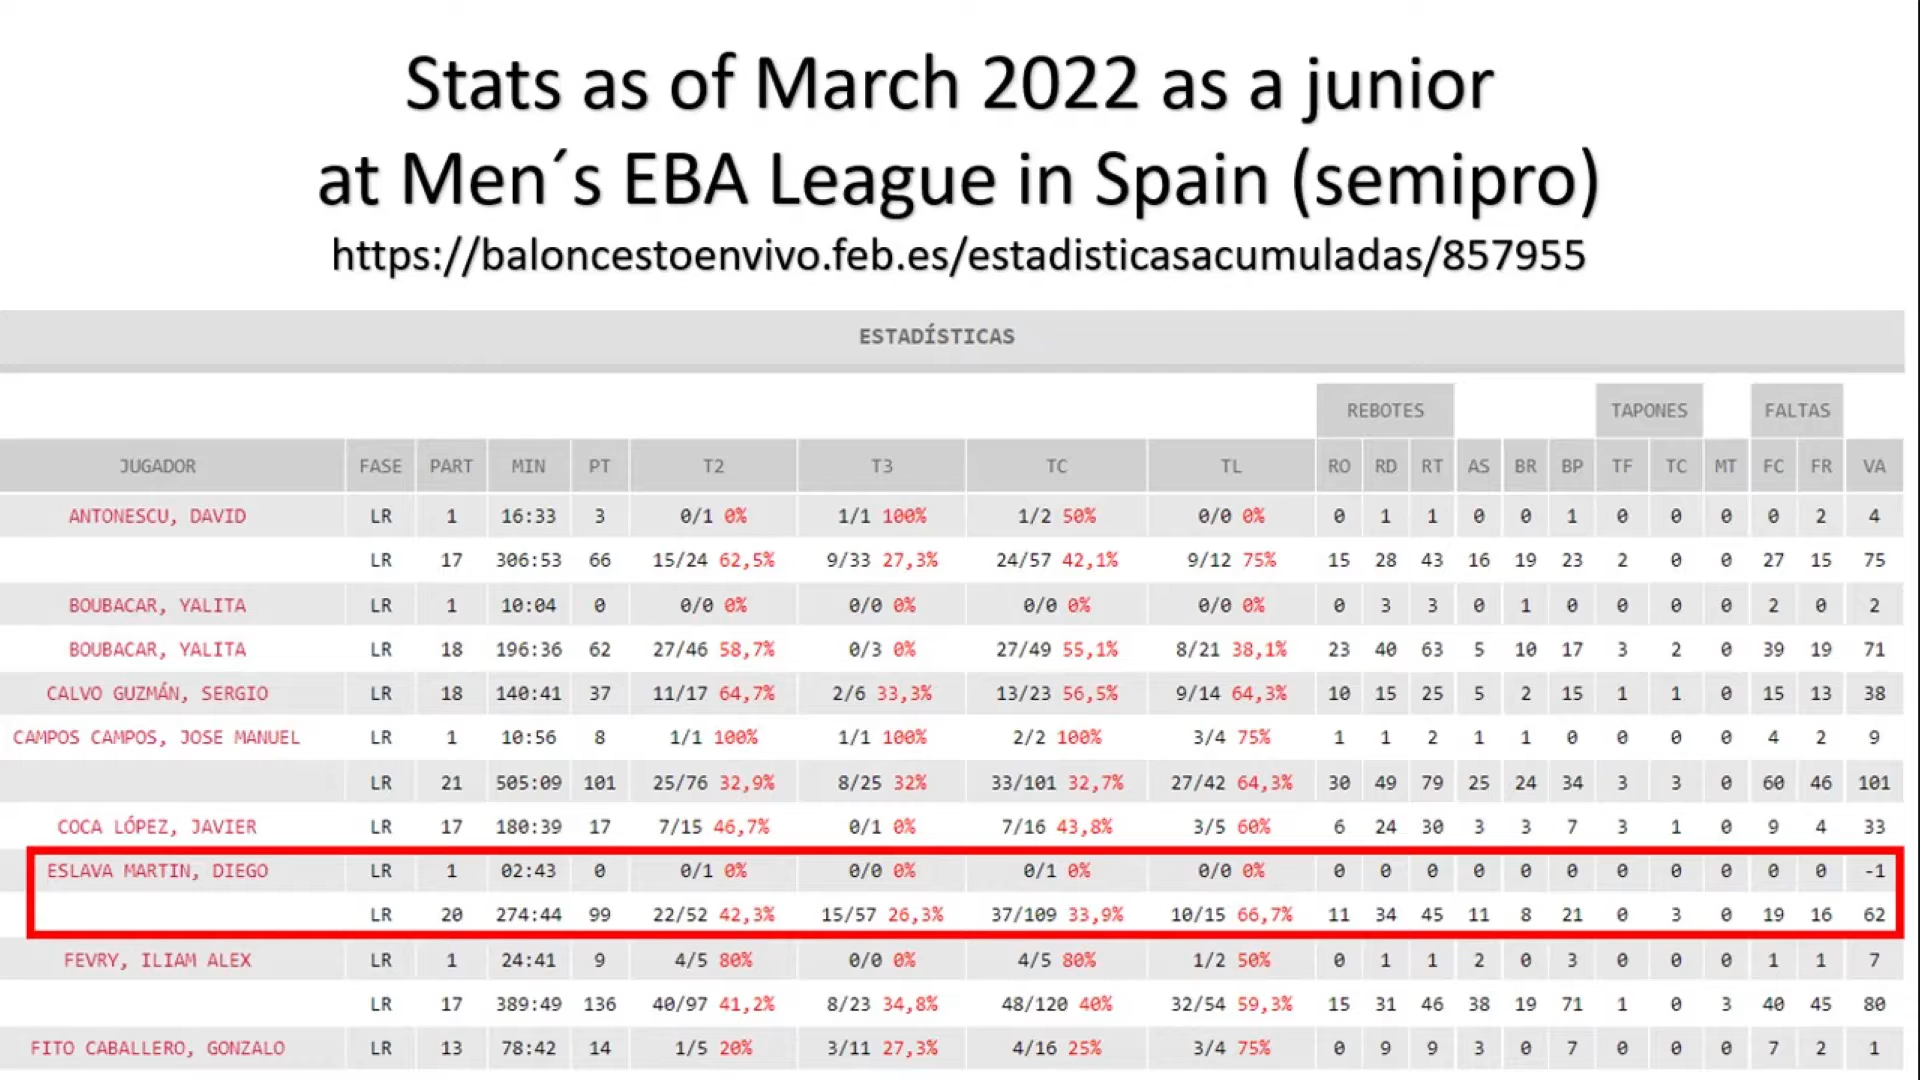 Stats as of March 2022 as a junior
at Men´s EBA League in Spain (semipro)
https://baloncestoenvivo.feb.es/estadisticasacumuladas/857955
ESTADÍSTICAS
REBOTES TAPONES FALTAS
JUGADOR FASE PART MIN PT T2 T3 TC TL RO RD RT AS BR BP TF TC MT FC FR VA
ANTONESCU, DAVID LR 1 16:33 3 0/1 0% 1/1 100% 1/2 50% 0/0 0% 0 1 1 0 0 1 0 0 0 0 2 4
LR 17 306:53 66 15/24 62,5% 9/33 27,3% 24/57 42,1% 9/12 75% 15 28 43 16 19 23 2 0 0 27 15 75
BOUBACAR, YALITA LR 1 10:04 0 0/0 0% 0/0 0% 0/0 0% 0/0 0% 0 3 3 0 1 0 0 0 0 2 0 2
BOUBACAR, YALITA LR 18 196:36 62 27/46 58,7% 0/3 0% 27/49 55,1% 8/21 38,1% 23 40 63 5 10 17 3 2 0 39 19 71
CALVO GUZMÁN, SERGIO LR 18 140:41 37 11/17 64,7% 2/6 33,3% 13/23 56,5% 9/14 64,3% 10 15 25 5 2 15 1 1 0 15 13 38
CAMPOS CAMPOS, JOSE MANUEL LR 1 10:56 8 1/1 100% 1/1 100% 2/2 100% 3/4 75% 1 1 2 1 1 0 0 0 0 4 2 9
LR 21 505:09 101 25/76 32,9% 8/25 32% 33/101 32,7% 27/42 64,3% 30 49 79 25 24 34 3 3 0 60 46 101
COCA LÓPEZ, JAVIER LR 17 180:39 17 7/15 46,7% 0/1 0% 7/16 43,8% 3/5 60% 6 24 30 3 3 7 3 1 0 9 4 33
ESLAVA MARTIN, DIEGO LR 1 02:43 0 0/1 0% 0/0 0% 0/1 0% 0/0 0% 0 0 0 0 0 0 0 0 0 0 0 -1
LR 20 274:44 99 22/52 42,3% 15/57 26,3% 37/109 33,9% 10/15 66,7% 11 34 45 11 8 21 0 3 0 19 16 62
FEVRY, ILIAM ALEX LR 1 24:41 9 4/5 80% 0/0 0% 4/5 80% 1/2 50% 0 1 1 2 0 3 0 0 0 1 1 7
LR 17 389:49 136 40/97 41,2% 8/23 34,8% 48/120 40% 32/54 59,3% 15 31 46 38 19 71 1 0 3 40 45 80
FITO CABALLERO, GONZALO LR 13 78:42 14 1/5 20% 3/11 27,3% 4/16 25% 3/4 75% 0 9 9 3 0 7 0 0 0 7 2 1